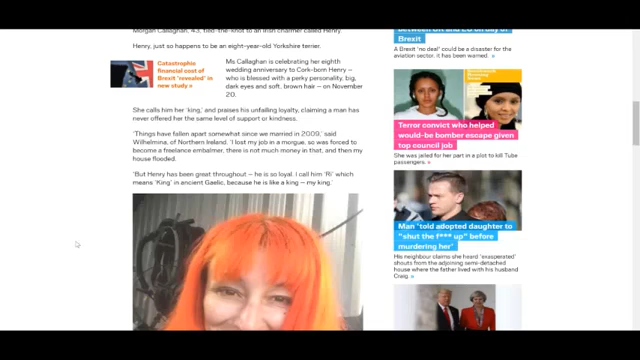 Morgan Callaghan, 43, tied-the-knot to an Irish charmer called Henry.
Henry, just so happens to be an eight-year-old Yorkshire terrier.
Catastrophic
financial cost of
Brexit 'revealed' in
new study »
Ms Callaghan is celebrating her eighth
wedding anniversary to Cork-born Henry –
who is blessed with a perky personality, big,
dark eyes and soft, brown hair – on November
20.
She calls him her 'king,' and praises his unfailing loyalty, claiming a man has
never offered her the same level of support or kindness.
'Things have fallen apart somewhat since we married in 2009,' said
Wilhelmina, of Northern Ireland. 'I lost my job in a morgue, so was forced to
become a freelance embalmer, there is not much money in that, and then my
house flooded.
'But Henry has been great throughout – he is so loyal. I call him 'Ri' which
means 'King' in ancient Gaelic, because he is like a king – my king.'
between UK and EU
Brexit
A Brexit 'no deal' could be a disaster for the
aviation sector, it has been warned. »
Terror convict who helped
would-be bomber escape given
top council job
She was jailed for her part in a plot to kill Tube
passengers. »
Man 'told adopted daughter to
"shut the f*** up" before
murdering her'
His neighbour claims she heard 'exasperated'
shouts from the adjoining semi-detached
house where the father lived with his husband
Craig. »